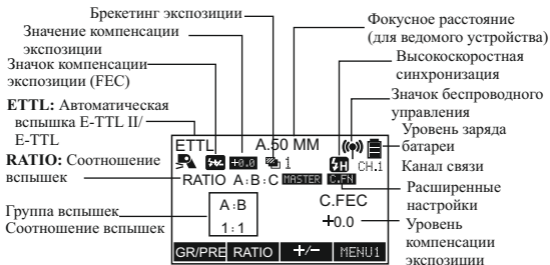 Брекетинг экспозиции
Значение компенсации
экспозиции
Значок компенсации
экспозиции (FEC)
ETTL: Автоматическая
вспышка E-TTL II/
E-TTL
RATIO: Соотношение
вспышек
Группа вспышек
Соотношение вспышек
Фокусное расстояние
(для ведомого устройства)
Высокоскоростная
синхронизация
Значок беспроводного
управления
Уровень заряда
батареи
Канал связи
Расширенные
настройки
Уровень
компенсации
экспозиции
ETTL A.50 MM
+0.0 1 H CH.1
RATIO A:B:C MASTER C.FN
A:B
1:1
C.FEC
+0.0
GR/PRE RATIO +/− MENU1